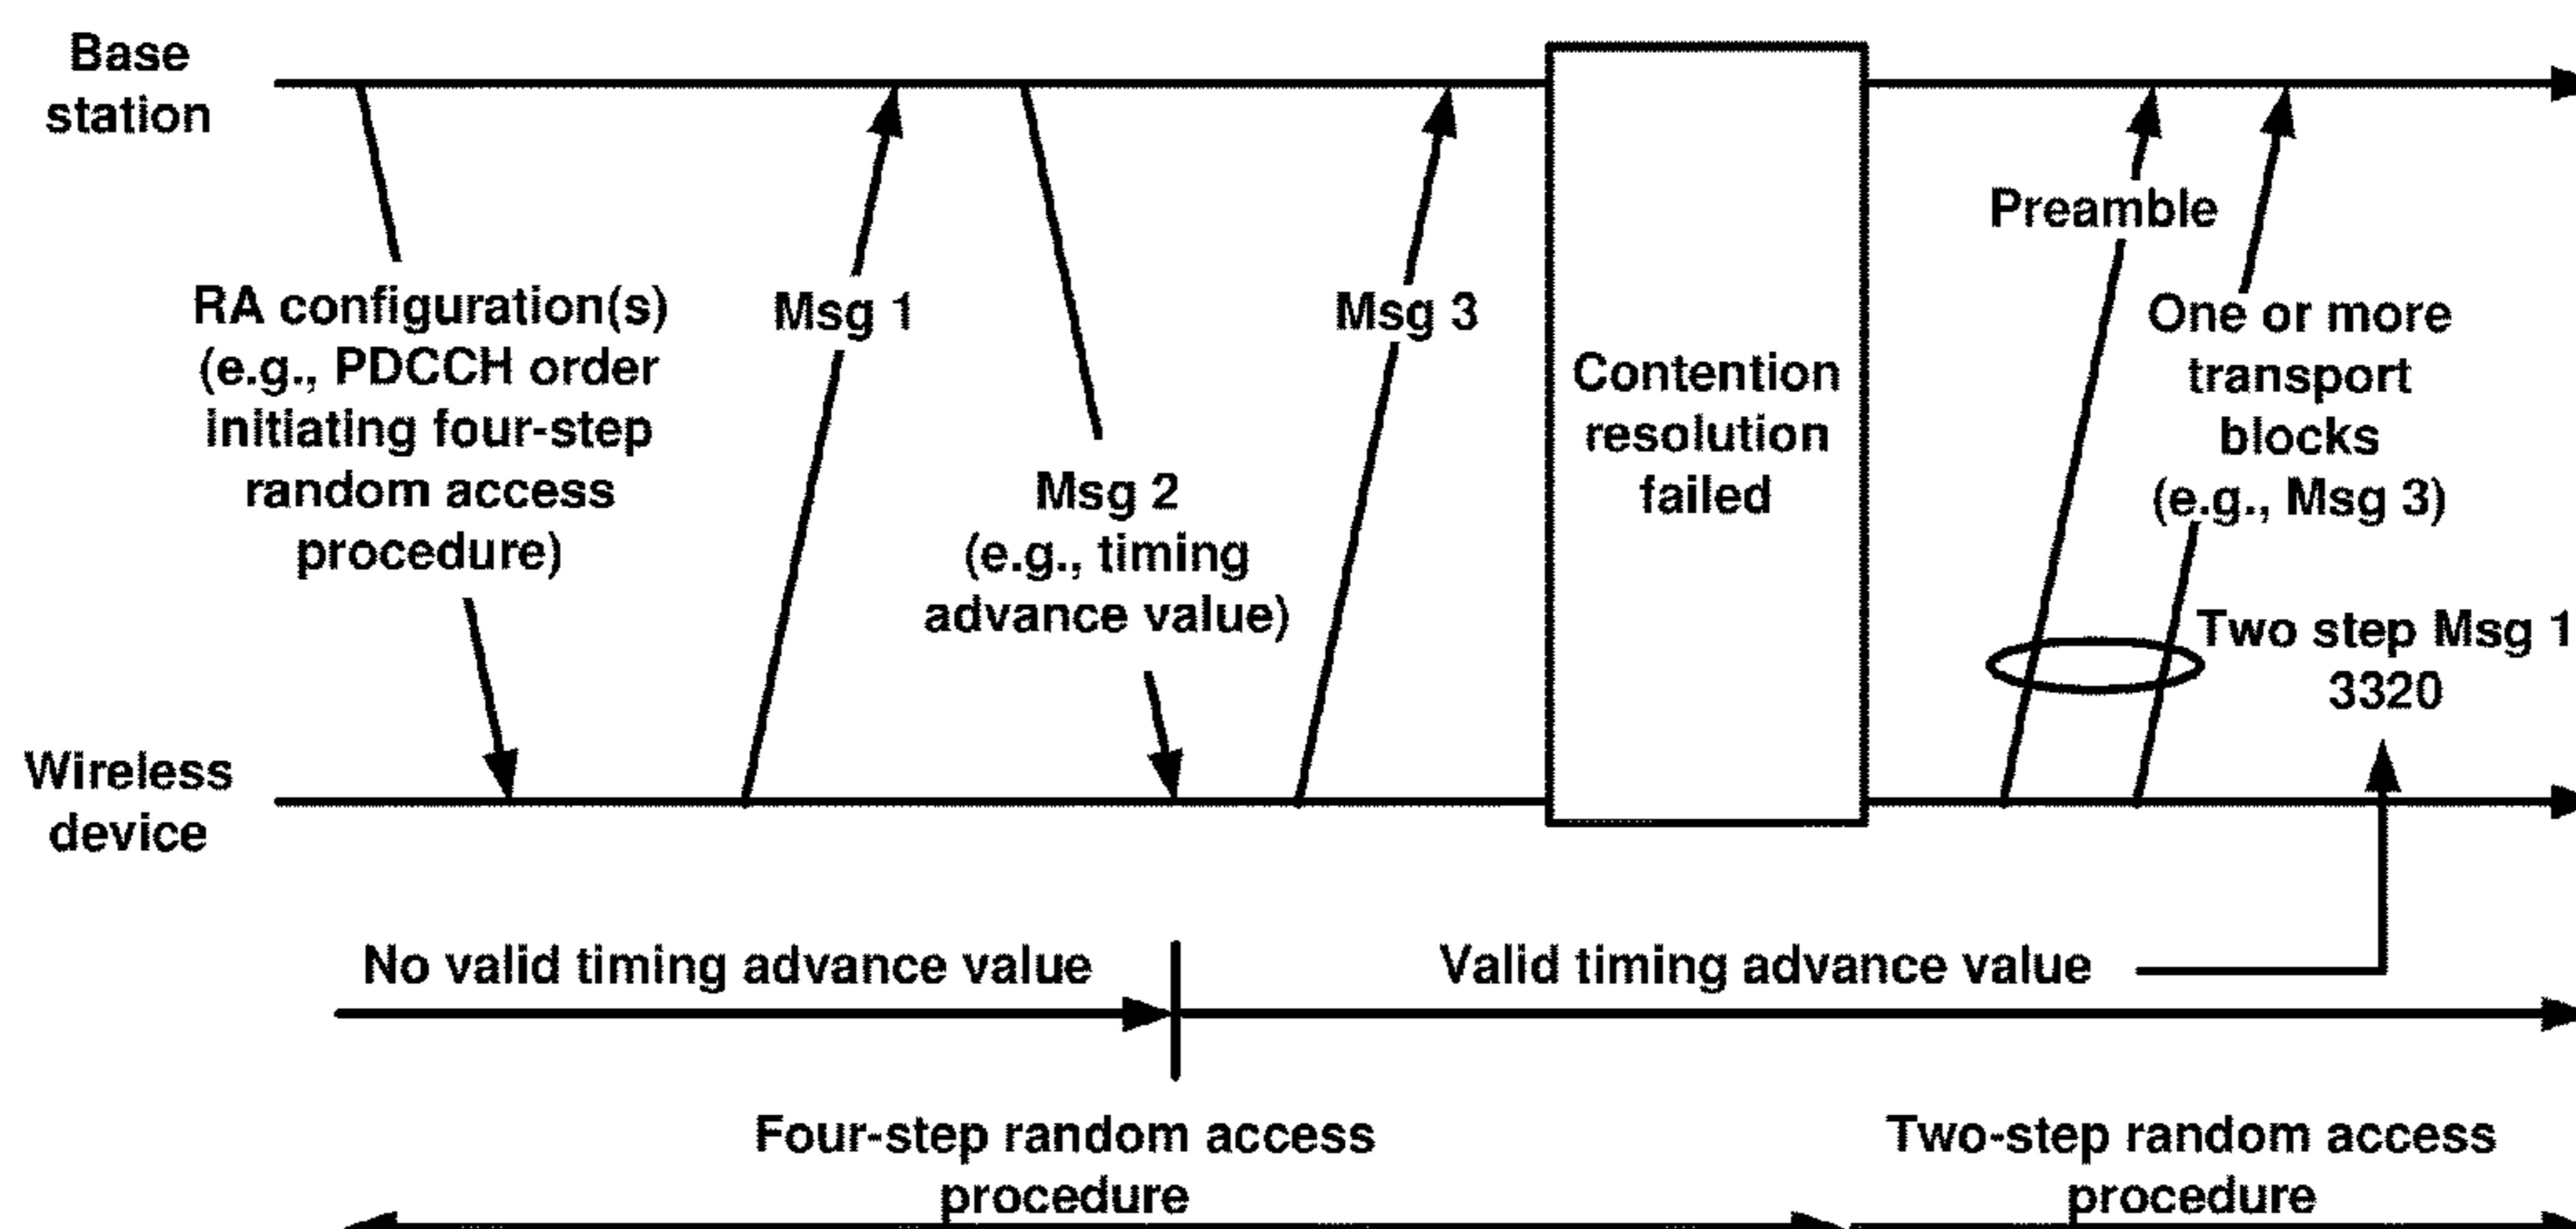 Base
station
RA configuration(s)
(e.g., PDCCH order
initiating four-step
random access
procedure)
Msg 1
Msg 2
(e.g., timing
advance value)
Msg 3
Contention
resolution
failed
Preamble
One or more
transport
blocks
(e.g., Msg 3)
Two step Msg 1
3320
Wireless
device
No valid timing advance value
Valid timing advance value
Four-step random access
procedure
Two-step random access
procedure